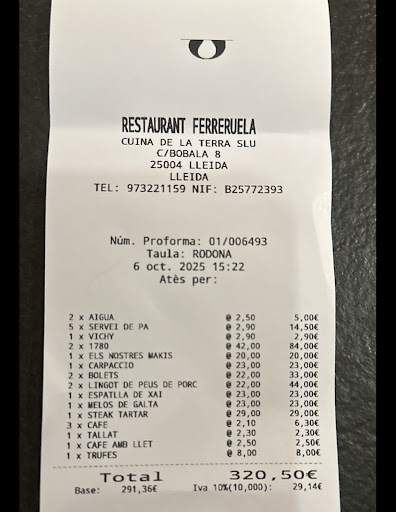 RESTAURANT FERRERUELA
CUINA DE LA TERRA SLU
C/BOBALA 8
25004 LLEIDA
LLEIDA
TEL: 973221159 NIF: B25772393
Núm. Proforma: 01/006493
Taula: RODONA
6 oct. 2025 15:22
Atès per:
2 x AIGUA @ 2,50 5,00€
5 x SERVEI DE PA @ 2,90 14,50€
1 x VICHY @ 2,90 2,90€
2 x 1780 @ 42,00 84,00€
1 x ELS NOSTRES MAKIS @ 20,00 20,00€
1 x CARPACCIO @ 23,00 23,00€
2 x BOLETS @ 22,00 33,00€
2 x LINGOT DE PEUS DE PORC @ 22,00 44,00€
1 x ESPATLLA DE XAI @ 23,00 23,00€
1 x MELOS DE GALTA @ 23,00 23,00€
1 x STEAK TARTAR @ 29,00 29,00€
3 x CAFE @ 2,10 6,30€
1 x TALLAT @ 2,30 2,30€
1 x CAFE AMB LLET @ 2,50 2,50€
1 x TRUFES @ 8,00 8,00€
Total 320,50€
Base: 291,36€ Iva 10%(10,000): 29,14€